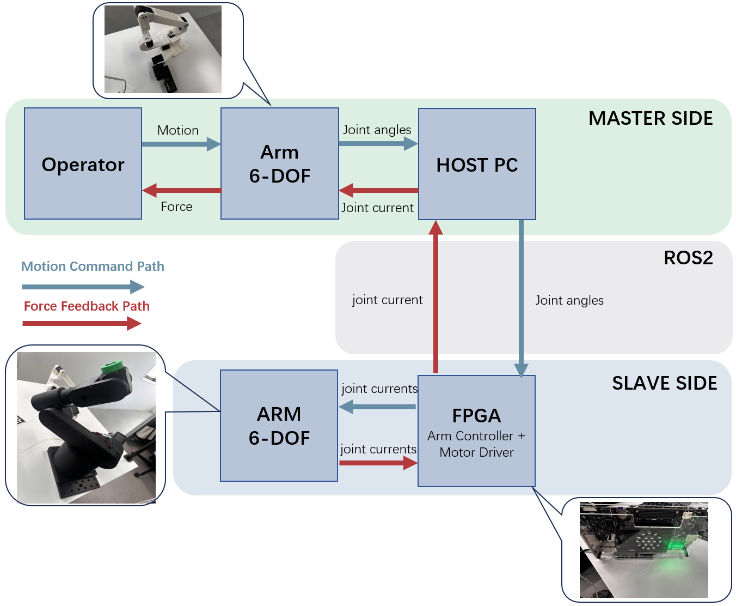 MASTER SIDE
Operator
Motion
Force
Arm
6-DOF
Joint angles
Joint current
HOST PC
ROS2
joint current
Joint angles
Motion Command Path
Force Feedback Path
SLAVE SIDE
ARM
6-DOF
joint currents
joint currents
FPGA
Arm Controller +
Motor Driver